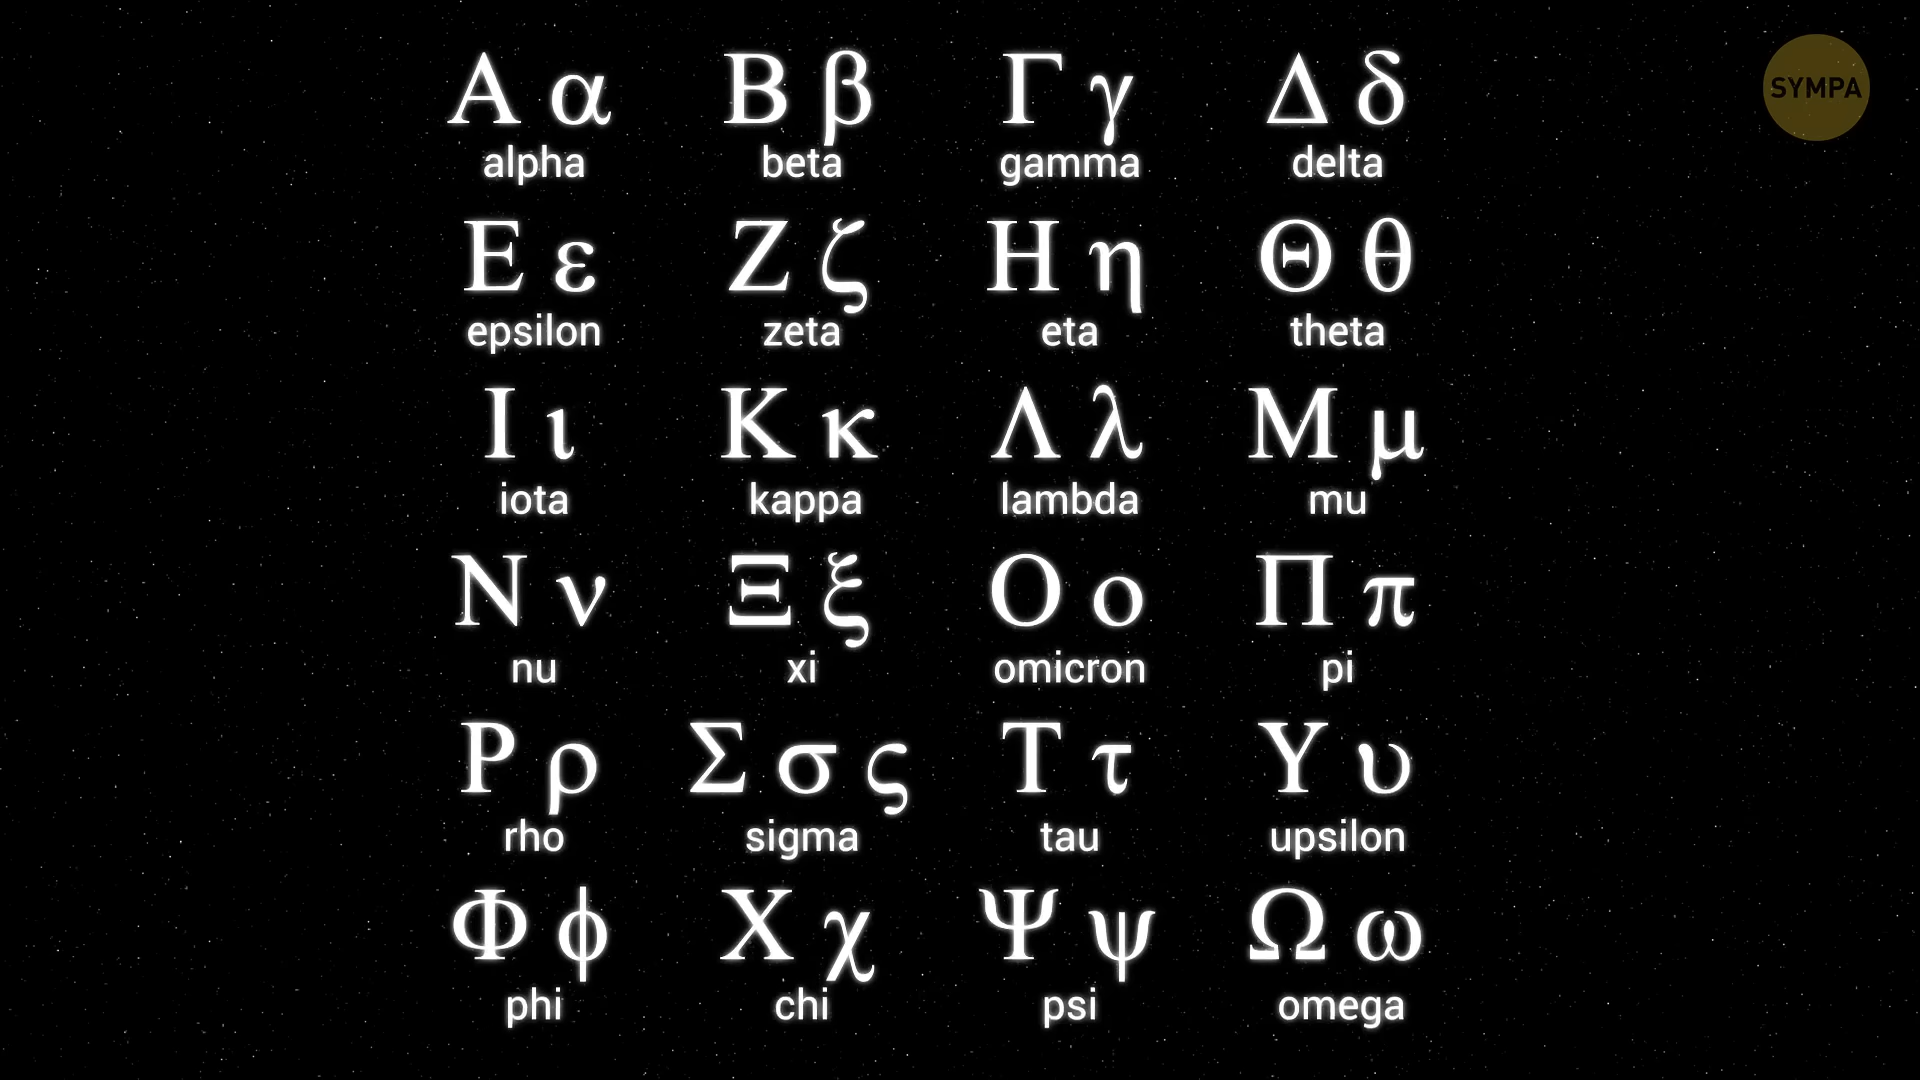 Α α Β β Γ γ Δ δ
alpha beta gamma delta
SYMPA
Ε ε Ζ ζ Η η Θ θ
epsilon zeta eta theta
Ι ι Κ κ Λ λ Μ μ
iota kappa lambda mu
Ν ν Ξ ξ Ο ο Π π
nu xi omicron pi
Ρ ρ Σ σ ς Τ τ Υ υ
rho sigma tau upsilon
Φ ϕ Χ χ Ψ ψ Ω ω
phi chi psi omega